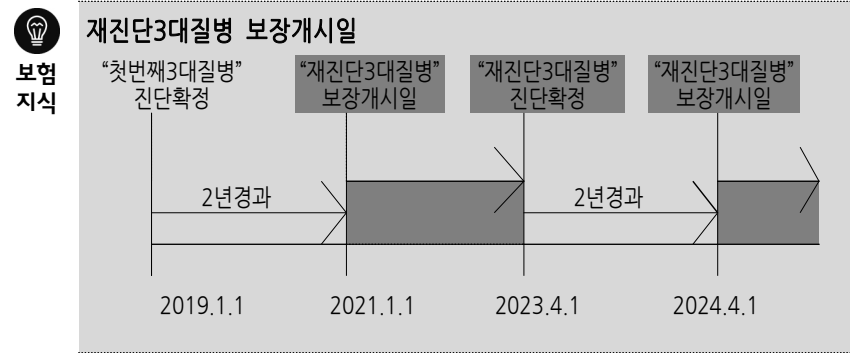 보험
지식
재진단3대질병 보장개시일
“첫번째3대질병”
진단확정
“재진단3대질병”
보장개시일
“재진단3대질병”
진단확정
“재진단3대질병”
보장개시일
2년경과
2년경과
2019.1.1
2021.1.1
2023.4.1
2024.4.1